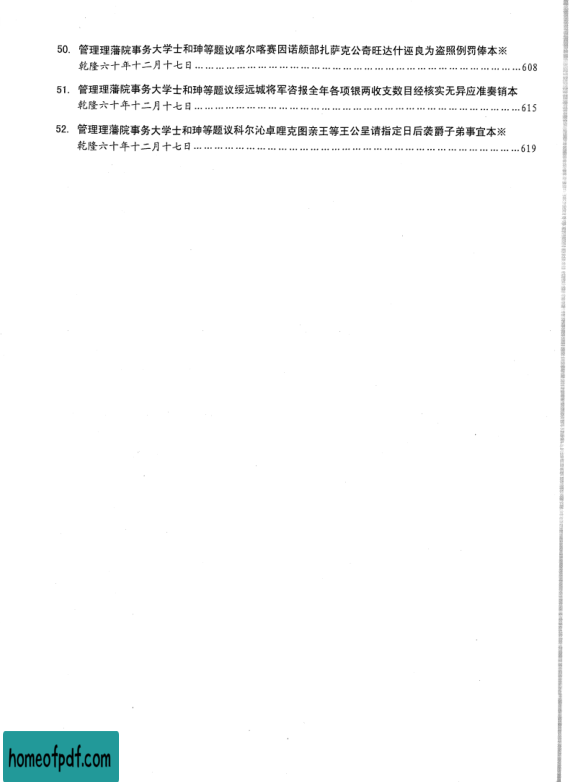 50. 管理理藩院事务大学士和珅等题议喀尔喀赛因诺颜部扎萨克公奇旺达什诬良为盗照例罚俸本※
乾隆六十年十二月十七日……………………………………………………………………………………608
51. 管理理藩院事务大学士和珅等题议绥远城将军咨报全年各项银两收支数目经核实无异应准奏销本
乾隆六十年十二月十七日……………………………………………………………………………………615
52. 管理理藩院事务大学士和珅等题议科尔沁卓哩克图亲王等王公呈请指定日后袭爵子弟事宜本※
乾隆六十年十二月十七日……………………………………………………………………………………619
homeofpdf.com